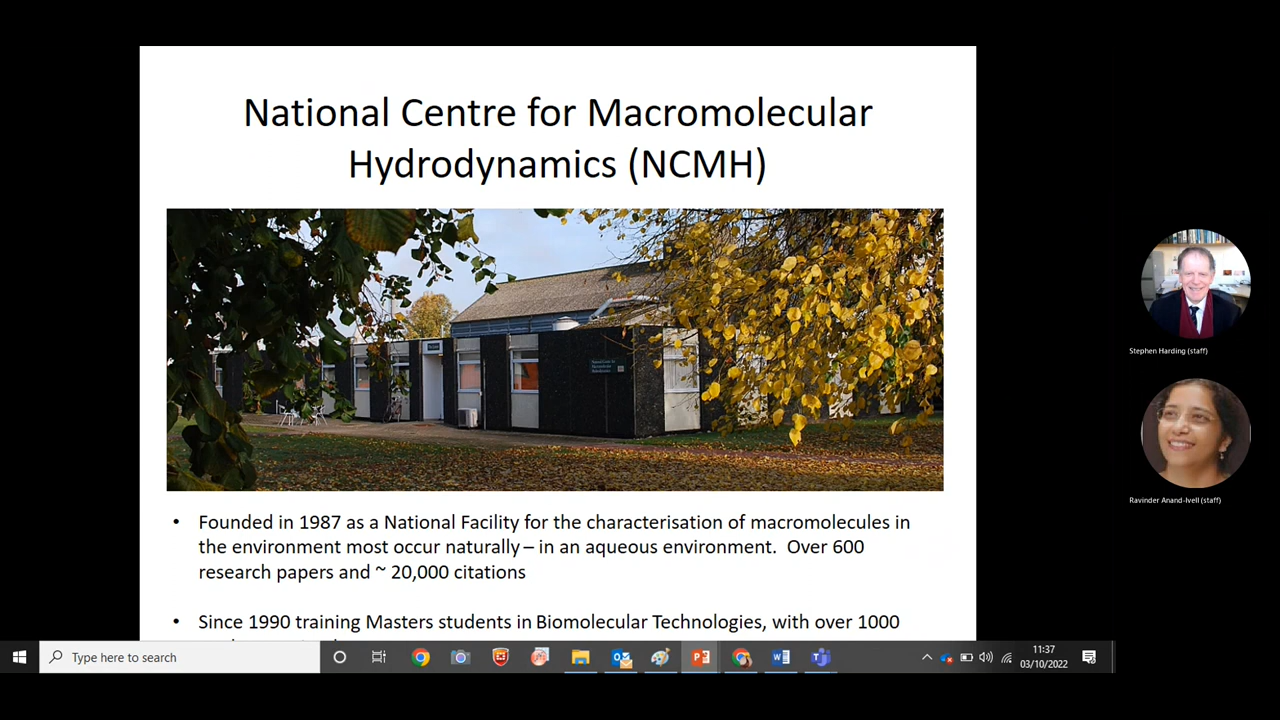 National Centre for Macromolecular
Hydrodynamics (NCMH)
• Founded in 1987 as a National Facility for the characterisation of macromolecules in
the environment most occur naturally – in an aqueous environment.  Over 600
research papers and ~ 20,000 citations
• Since 1990 training Masters students in Biomolecular Technologies, with over 1000
Stephen Harding (staff)
Ravinder Anand-Ivell (staff)
Type here to search
11:37
03/10/2022